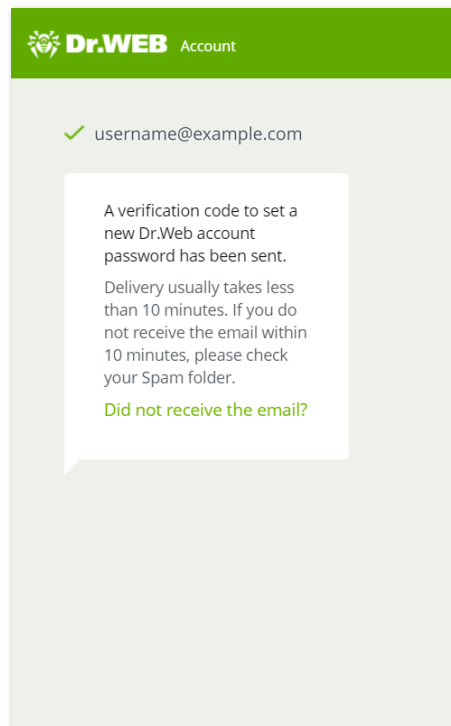 Dr.WEB Account
username@example.com
A verification code to set a
new Dr.Web account
password has been sent.
Delivery usually takes less
than 10 minutes. If you do
not receive the email within
10 minutes, please check
your Spam folder.
Did not receive the email?